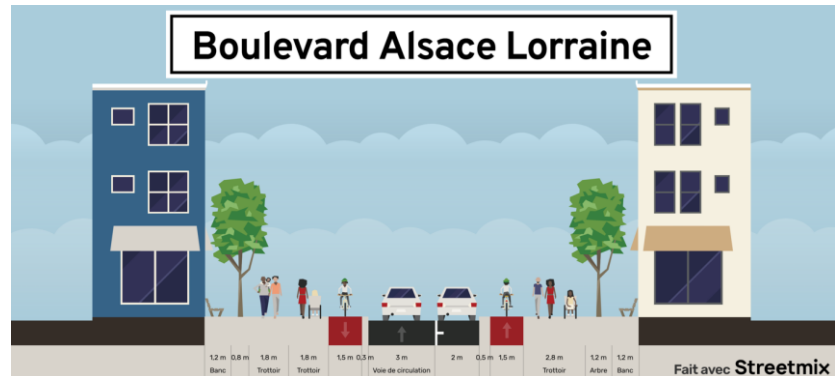 Boulevard Alsace Lorraine
1,2 m 0,8 m 1,8 m 1,8 m 1,5 m 0,3 m 3 m 2 m 0,5 m 1,5 m 2,8 m 1,2 m 1,2 m
Banc Trottoir Trottoir Voie de circulation Trottoir Arbre Banc
Fait avec Streetmix